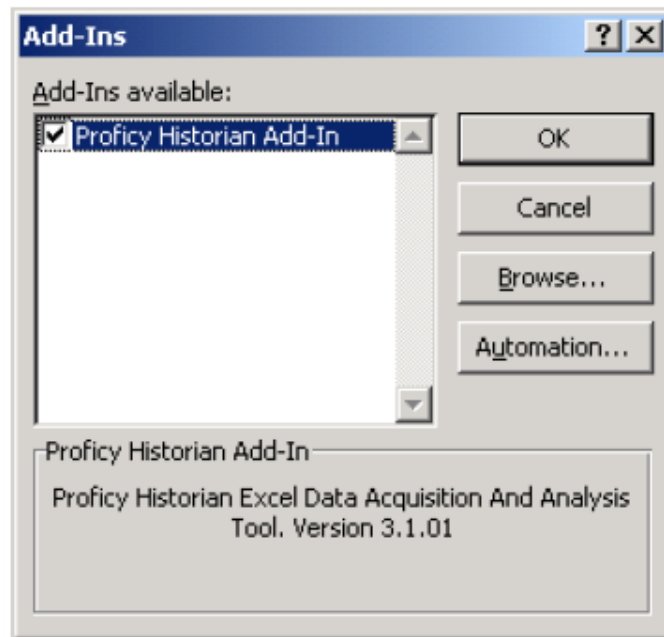 Add-Ins
Add-Ins available:
Proficy Historian Add-In
OK
Cancel
Browse...
Automation...
Proficy Historian Add-In
Proficy Historian Excel Data Acquisition And Analysis
Tool. Version 3.1.01